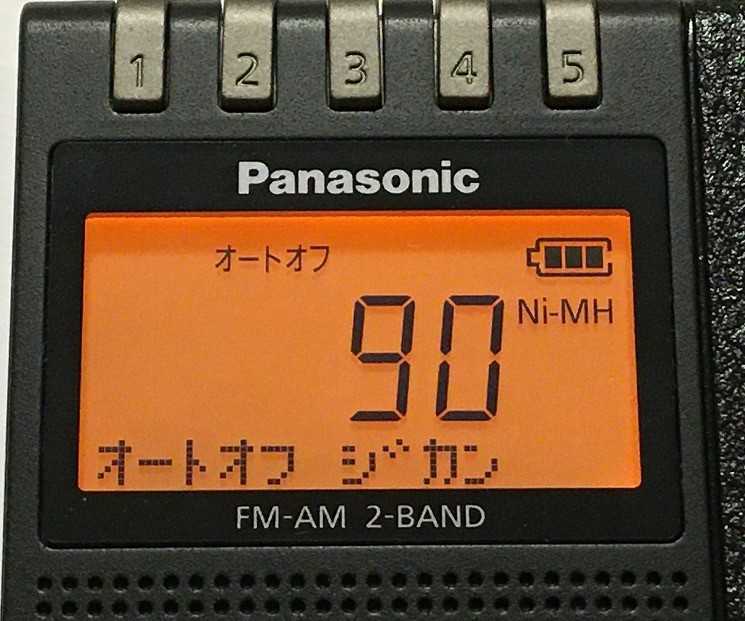 1 2 3 4 5
Panasonic
オートオフ
90 Ni-MH
オートオフ ジカン
FM-AM 2-BAND